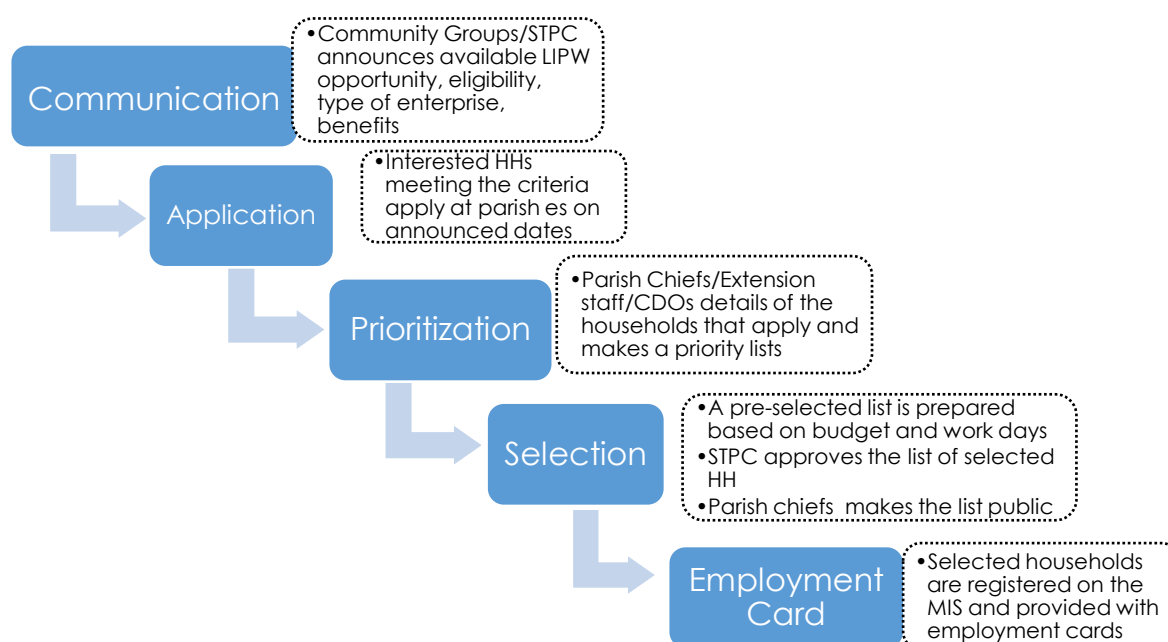 Communication
•Community Groups/STPC
announces available LIPW
opportunity, eligibility,
type of enterprise,
benefits
Application
•Interested HHs
meeting the criteria
apply at parish es on
announced dates
Prioritization
•Parish Chiefs/Extension
staff/CDOs details of the
households that apply and
makes a priority lists
Selection
•A pre-selected list is prepared
based on budget and work days
•STPC approves the list of selected
HH
•Parish chiefs makes the list public
Employment
Card
•Selected households
are registered on the
MIS and provided with
employment cards